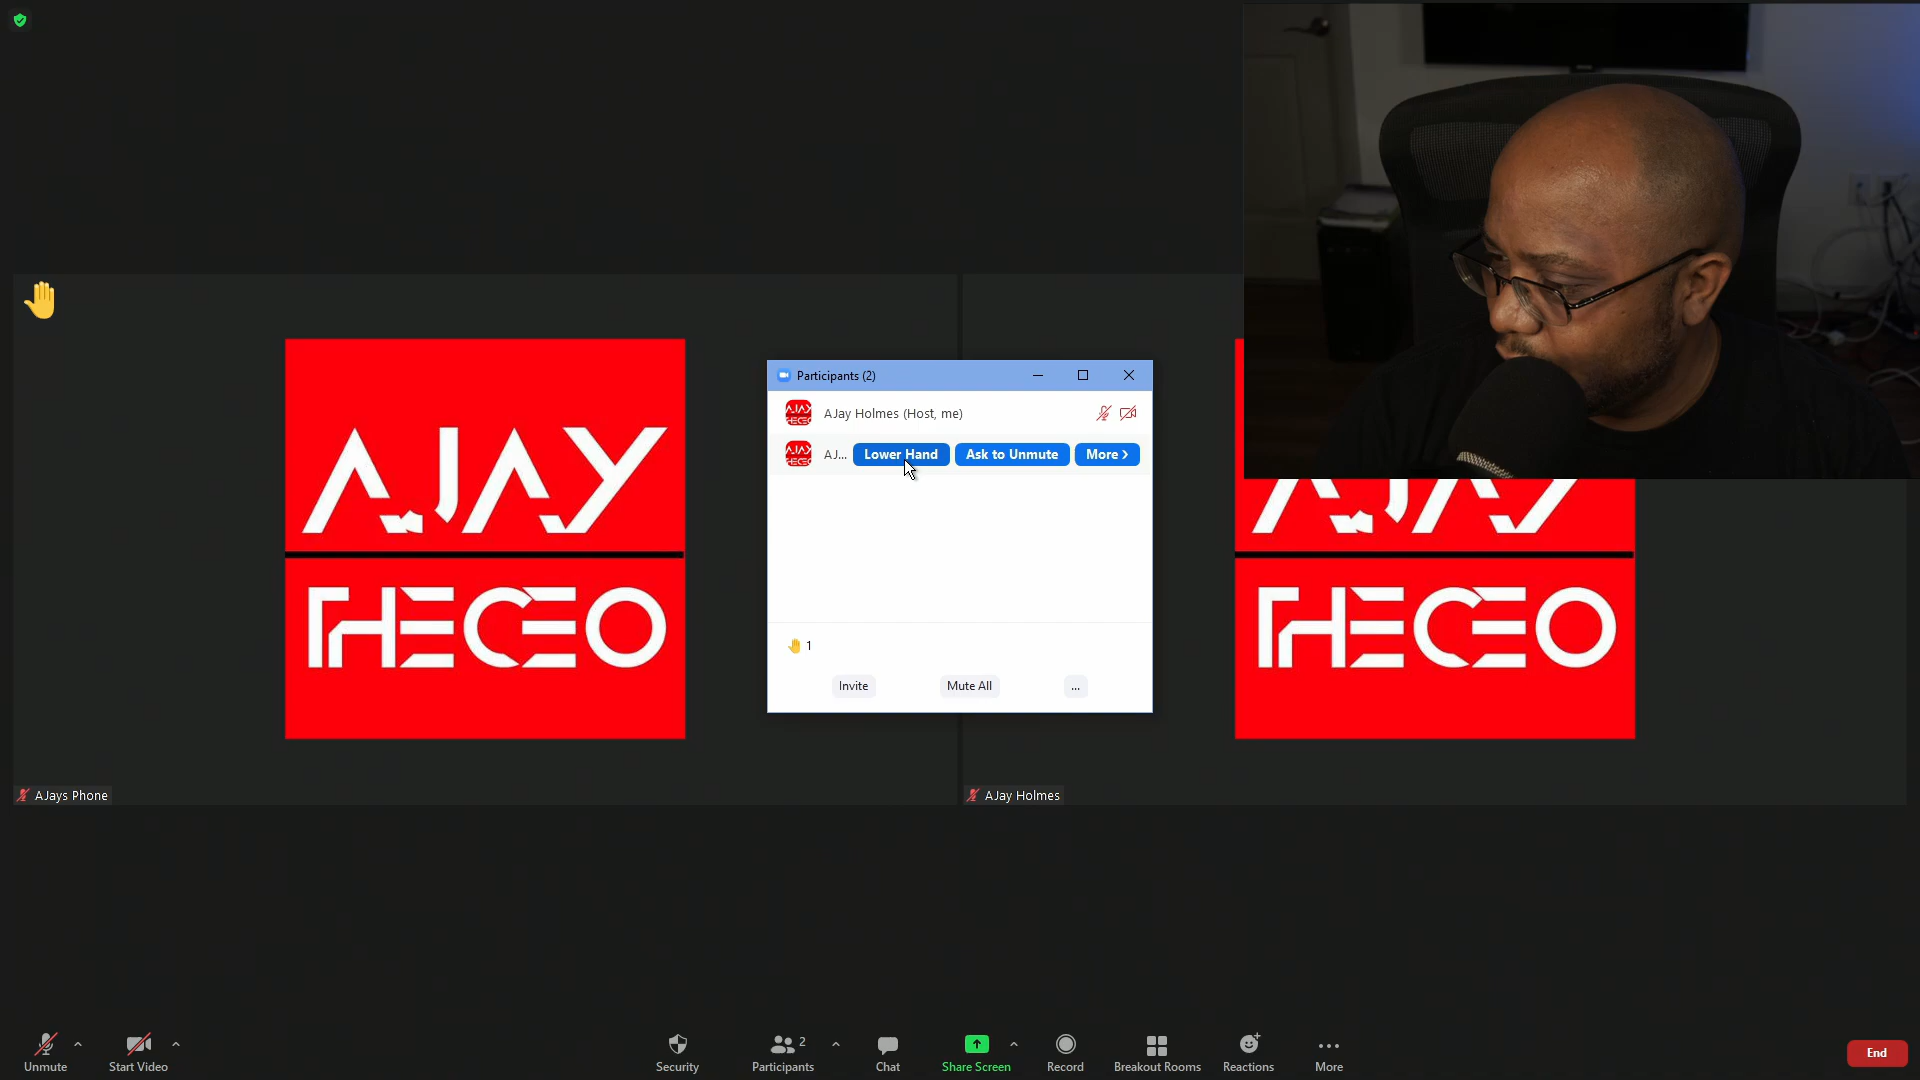 AJAY
THECEO
Participants (2)
AJay Holmes (Host, me)
AJ... Lower Hand Ask to Unmute More
1
Invite Mute All ...
AJAY
THECEO
AJays Phone
AJay Holmes
Unmute
Start Video
Security
2
Participants
Chat
Share Screen
Record
Breakout Rooms
Reactions
More
End